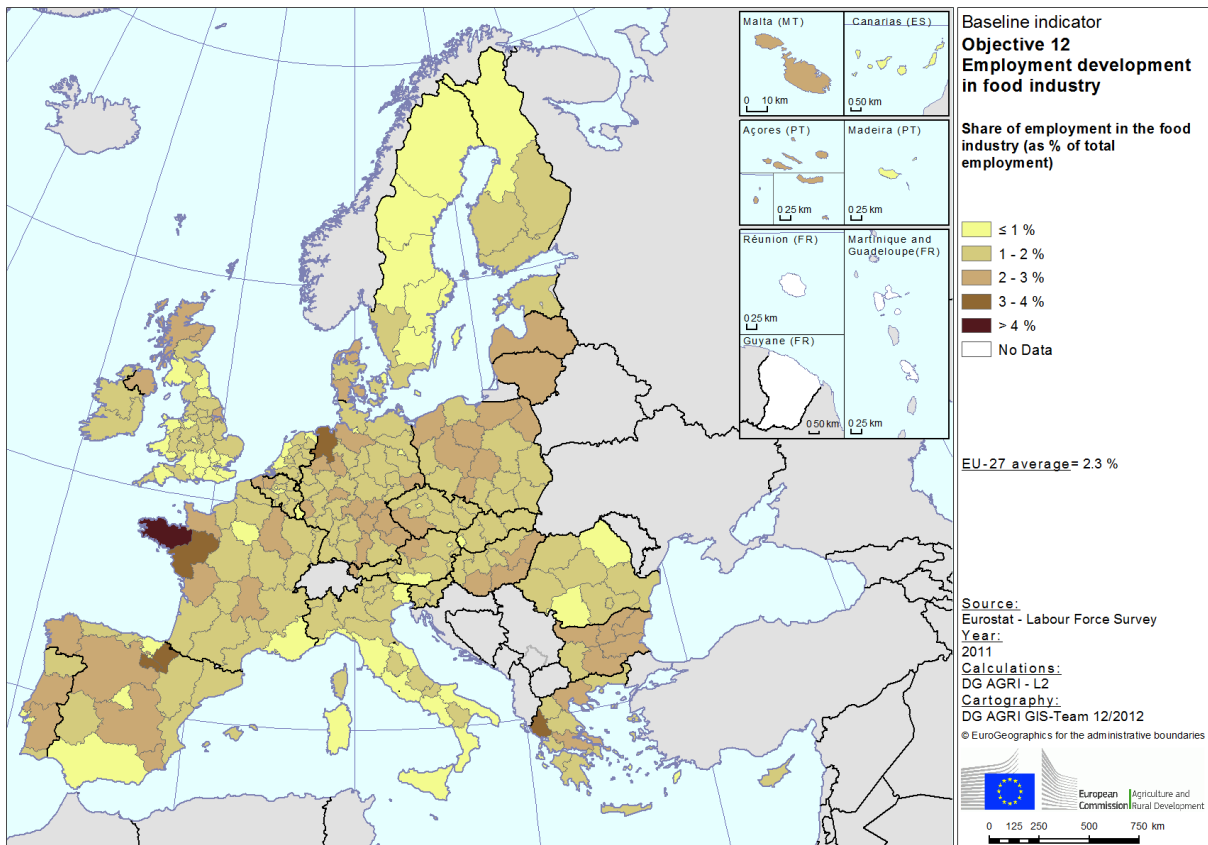 Malta (MT)
0 10 km
Canarias (ES)
0 50 km
Açores (PT)
0 25 km
Madeira (PT)
0 25 km
Réunion (FR)
0 25 km
Martinique and
Guadeloupe(FR)
0 25 km
Guyane (FR)
0 50 km
Baseline indicator
Objective 12
Employment development
in food industry
Share of employment in the food
industry (as % of total
employment)
≤ 1 %
1 - 2 %
2 - 3 %
3 - 4 %
> 4 %
No Data
EU-27 average= 2.3 %
Source:
Eurostat - Labour Force Survey
Year:
2011
Calculations:
DG AGRI - L2
Cartography:
DG AGRI GIS-Team 12/2012
© EuroGeographics for the administrative boundaries
European
Commission
Agriculture and
Rural Development
0 125 250 500 750 km